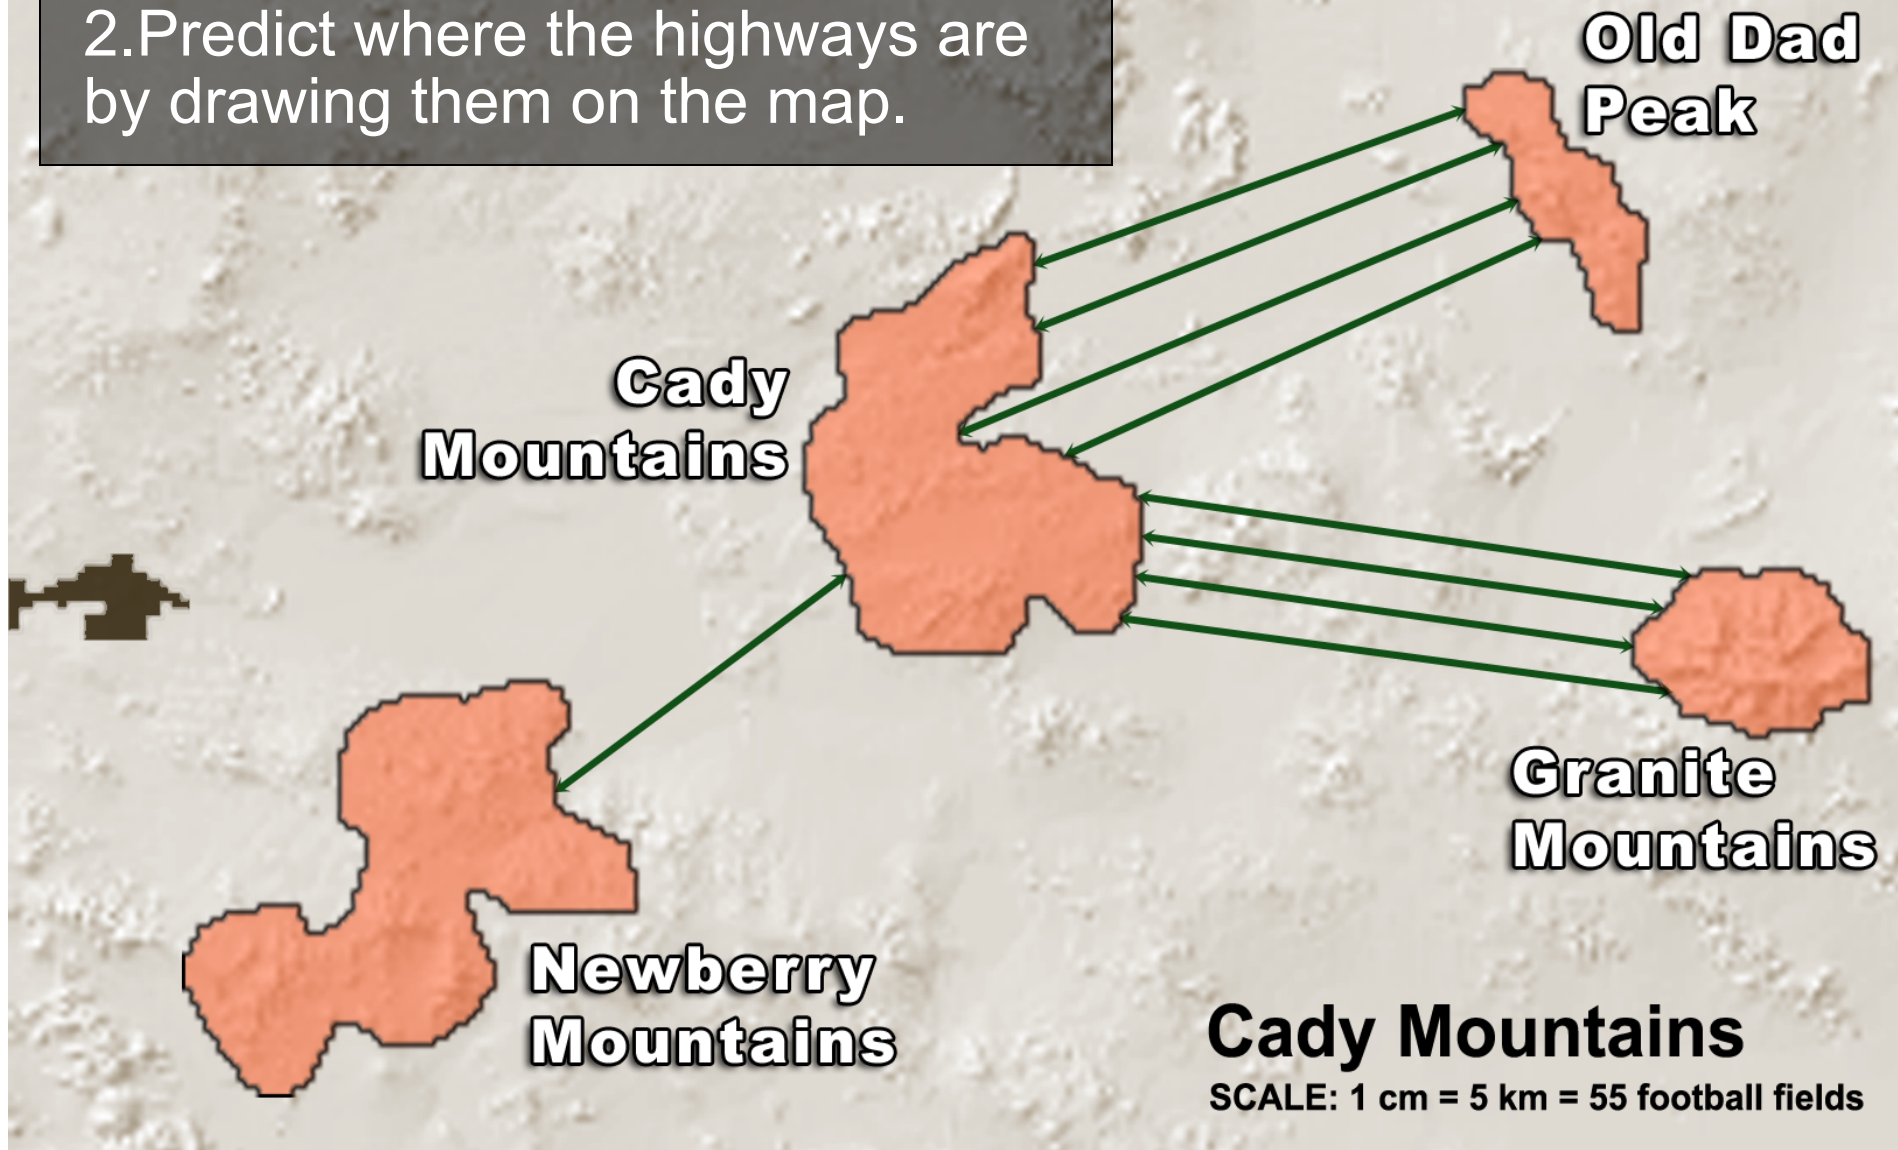 2.Predict where the highways are
by drawing them on the map.
Old Dad
Peak
Cady
Mountains
Granite
Mountains
Newberry
Mountains
Cady Mountains
SCALE: 1 cm = 5 km = 55 football fields